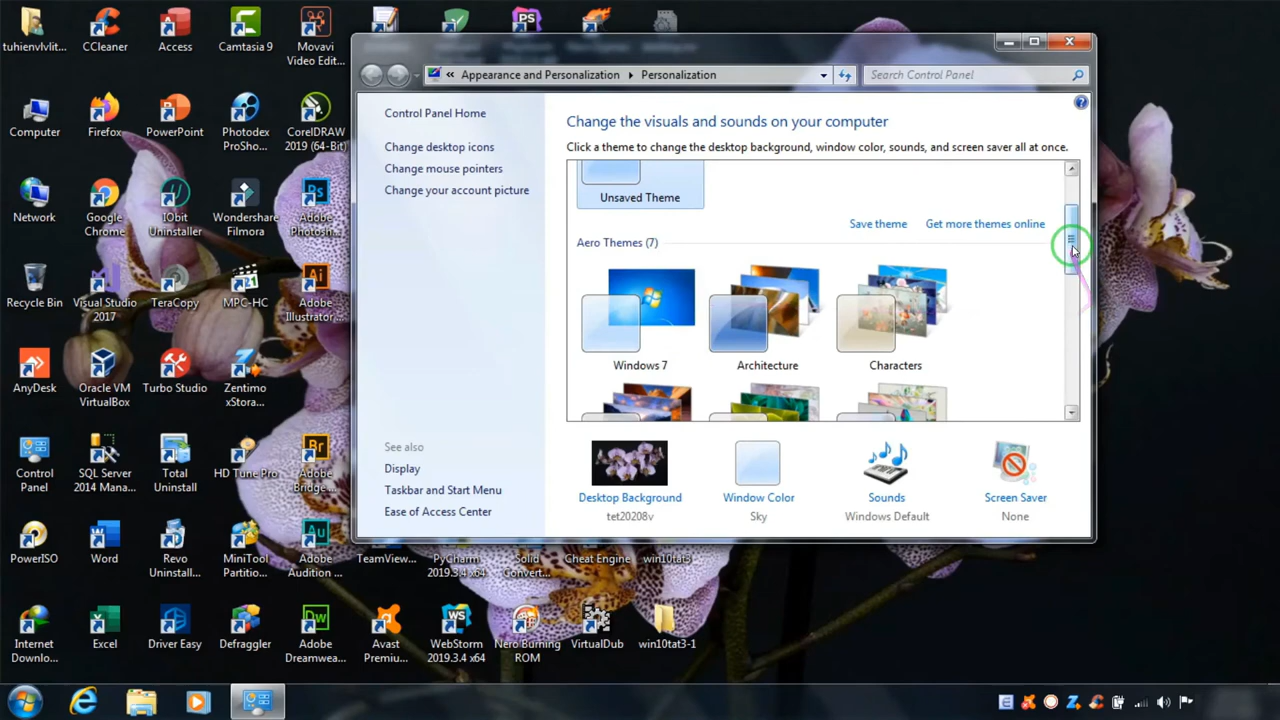 tuhienvlvlit...
CCleaner
Access
Camtasia 9
Movavi
Video Edit...
Computer
Firefox
PowerPoint
Photodex
ProSho...
CorelDRAW
2019 (64-Bit)
Network
Google
Chrome
IObit
Uninstaller
Wondershare
Filmora
Adobe
Photosh...
Recycle Bin
Visual Studio
2017
TeraCopy
MPC-HC
Adobe
Illustrator...
AnyDesk
Oracle VM
VirtualBox
Turbo Studio
Zentimo
xStora...
Control
Panel
SQL Server
2014 Mana...
Total
Uninstall
HD Tune Pro
Adobe
Bridge...
PowerISO
Word
Revo
Uninstall...
MiniTool
Partitio...
Adobe
Audition ...
TeamView...
PyCharm
2019.3.4 x64
Solid
Convert...
Cheat Engine
win10tat3-...
Internet
Downlo...
Excel
Driver Easy
Defraggler
Adobe
Dreamwea...
Avast
Premiu...
WebStorm
2019.3.4 x64
Nero Burning
ROM
VirtualDub
win10tat3-1
« Appearance and Personalization ▸ Personalization
Search Control Panel
Control Panel Home
Change desktop icons
Change mouse pointers
Change your account picture
See also
Display
Taskbar and Start Menu
Ease of Access Center
Change the visuals and sounds on your computer
Click a theme to change the desktop background, window color, sounds, and screen saver all at once.
Unsaved Theme
Save theme
Get more themes online
Aero Themes (7)
Windows 7
Architecture
Characters
Desktop Background
tet20208v
Window Color
Sky
Sounds
Windows Default
Screen Saver
None